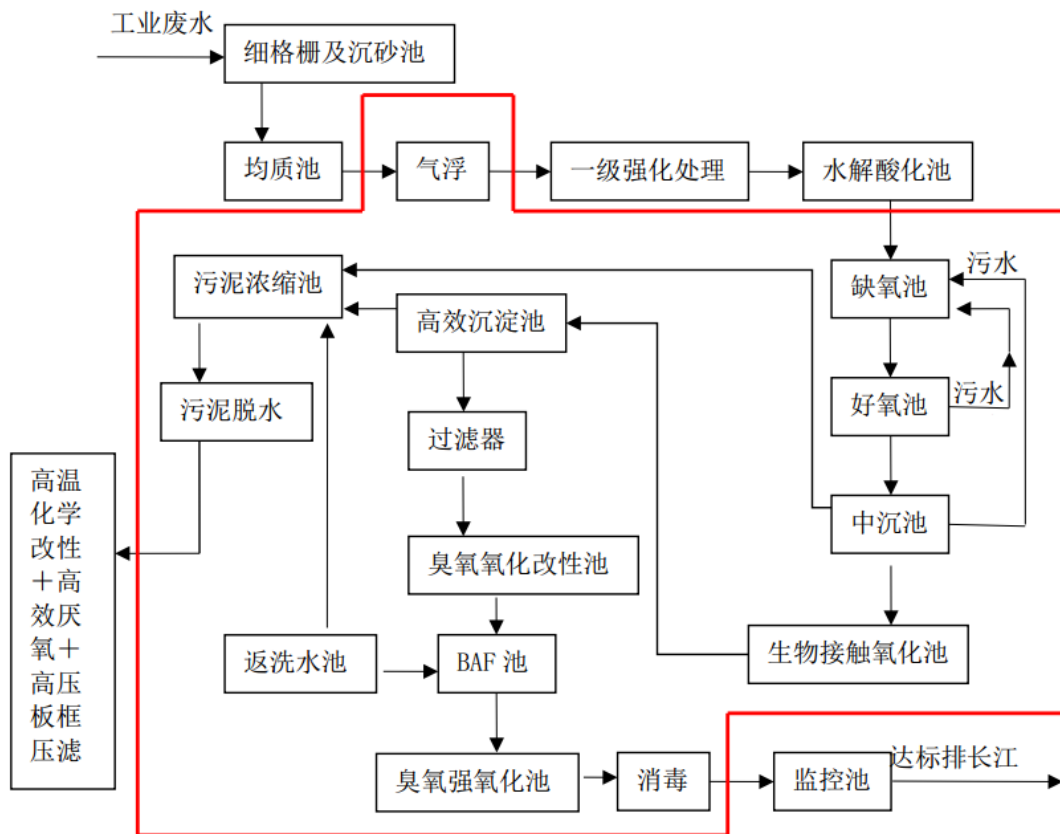 工业废水
细格栅及沉砂池
均质池
气浮
一级强化处理
水解酸化池
污泥浓缩池
高效沉淀池
缺氧池
污水
污泥脱水
过滤器
好氧池
污水
高温
化学
改性
＋高
效厌
氧＋
高压
板框
压滤
中沉池
臭氧氧化改性池
返洗水池
BAF 池
生物接触氧化池
臭氧强氧化池
消毒
监控池
达标排长江